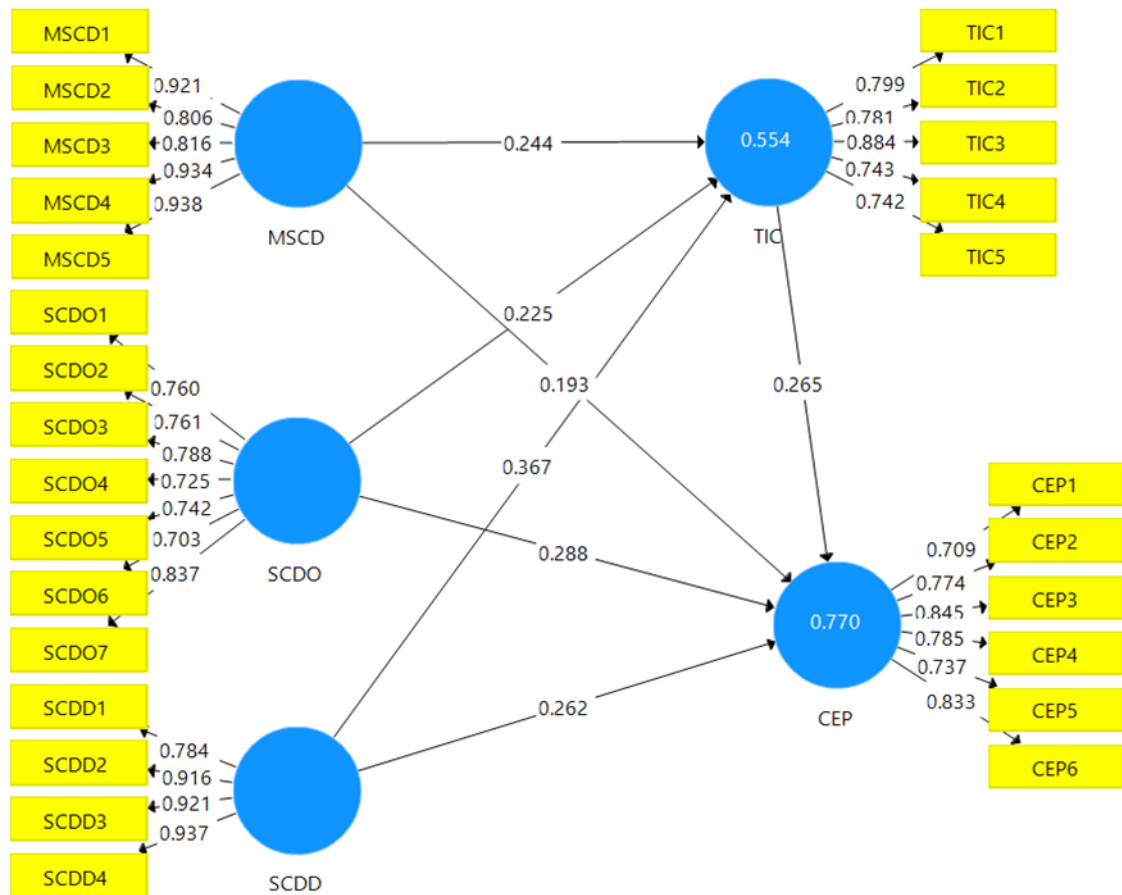 MSCD1
MSCD2
MSCD3
MSCD4
MSCD5
0.921
0.806
0.816
0.934
0.938
MSCD
SCDO1
SCDO2
SCDO3
SCDO4
SCDO5
SCDO6
SCDO7
0.760
0.761
0.788
0.725
0.742
0.703
0.837
SCDO
SCDD1
SCDD2
SCDD3
SCDD4
0.784
0.916
0.921
0.937
SCDD
0.244
0.225
0.193
0.367
0.288
0.262
0.265
0.554
TIC
0.799
0.781
0.884
0.743
0.742
TIC1
TIC2
TIC3
TIC4
TIC5
0.770
CEP
0.709
0.774
0.845
0.785
0.737
0.833
CEP1
CEP2
CEP3
CEP4
CEP5
CEP6